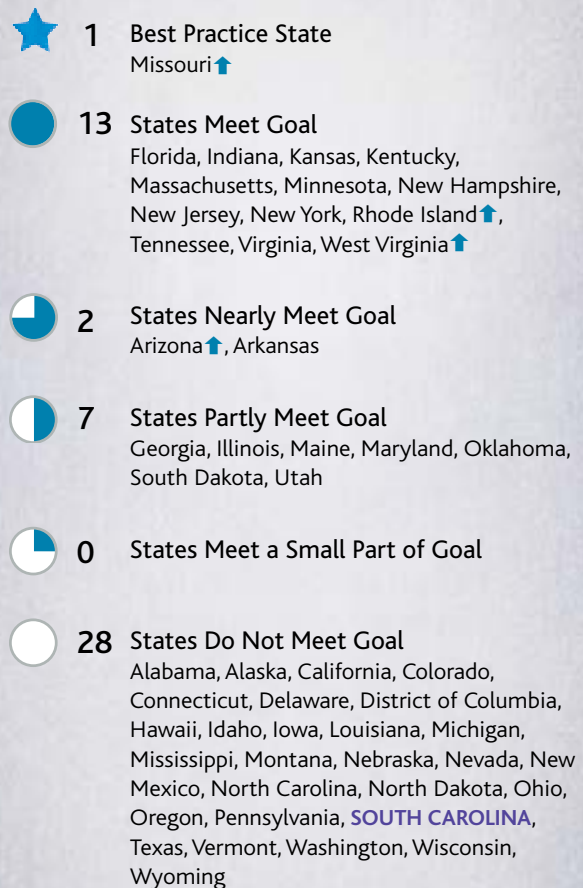 1 Best Practice State
Missouri⬆
13 States Meet Goal
Florida, Indiana, Kansas, Kentucky,
Massachusetts, Minnesota, New Hampshire,
New Jersey, New York, Rhode Island⬆,
Tennessee, Virginia, West Virginia⬆
2 States Nearly Meet Goal
Arizona⬆, Arkansas
7 States Partly Meet Goal
Georgia, Illinois, Maine, Maryland, Oklahoma,
South Dakota, Utah
0 States Meet a Small Part of Goal
28 States Do Not Meet Goal
Alabama, Alaska, California, Colorado,
Connecticut, Delaware, District of Columbia,
Hawaii, Idaho, Iowa, Louisiana, Michigan,
Mississippi, Montana, Nebraska, Nevada, New
Mexico, North Carolina, North Dakota, Ohio,
Oregon, Pennsylvania, SOUTH CAROLINA,
Texas, Vermont, Washington, Wisconsin,
Wyoming